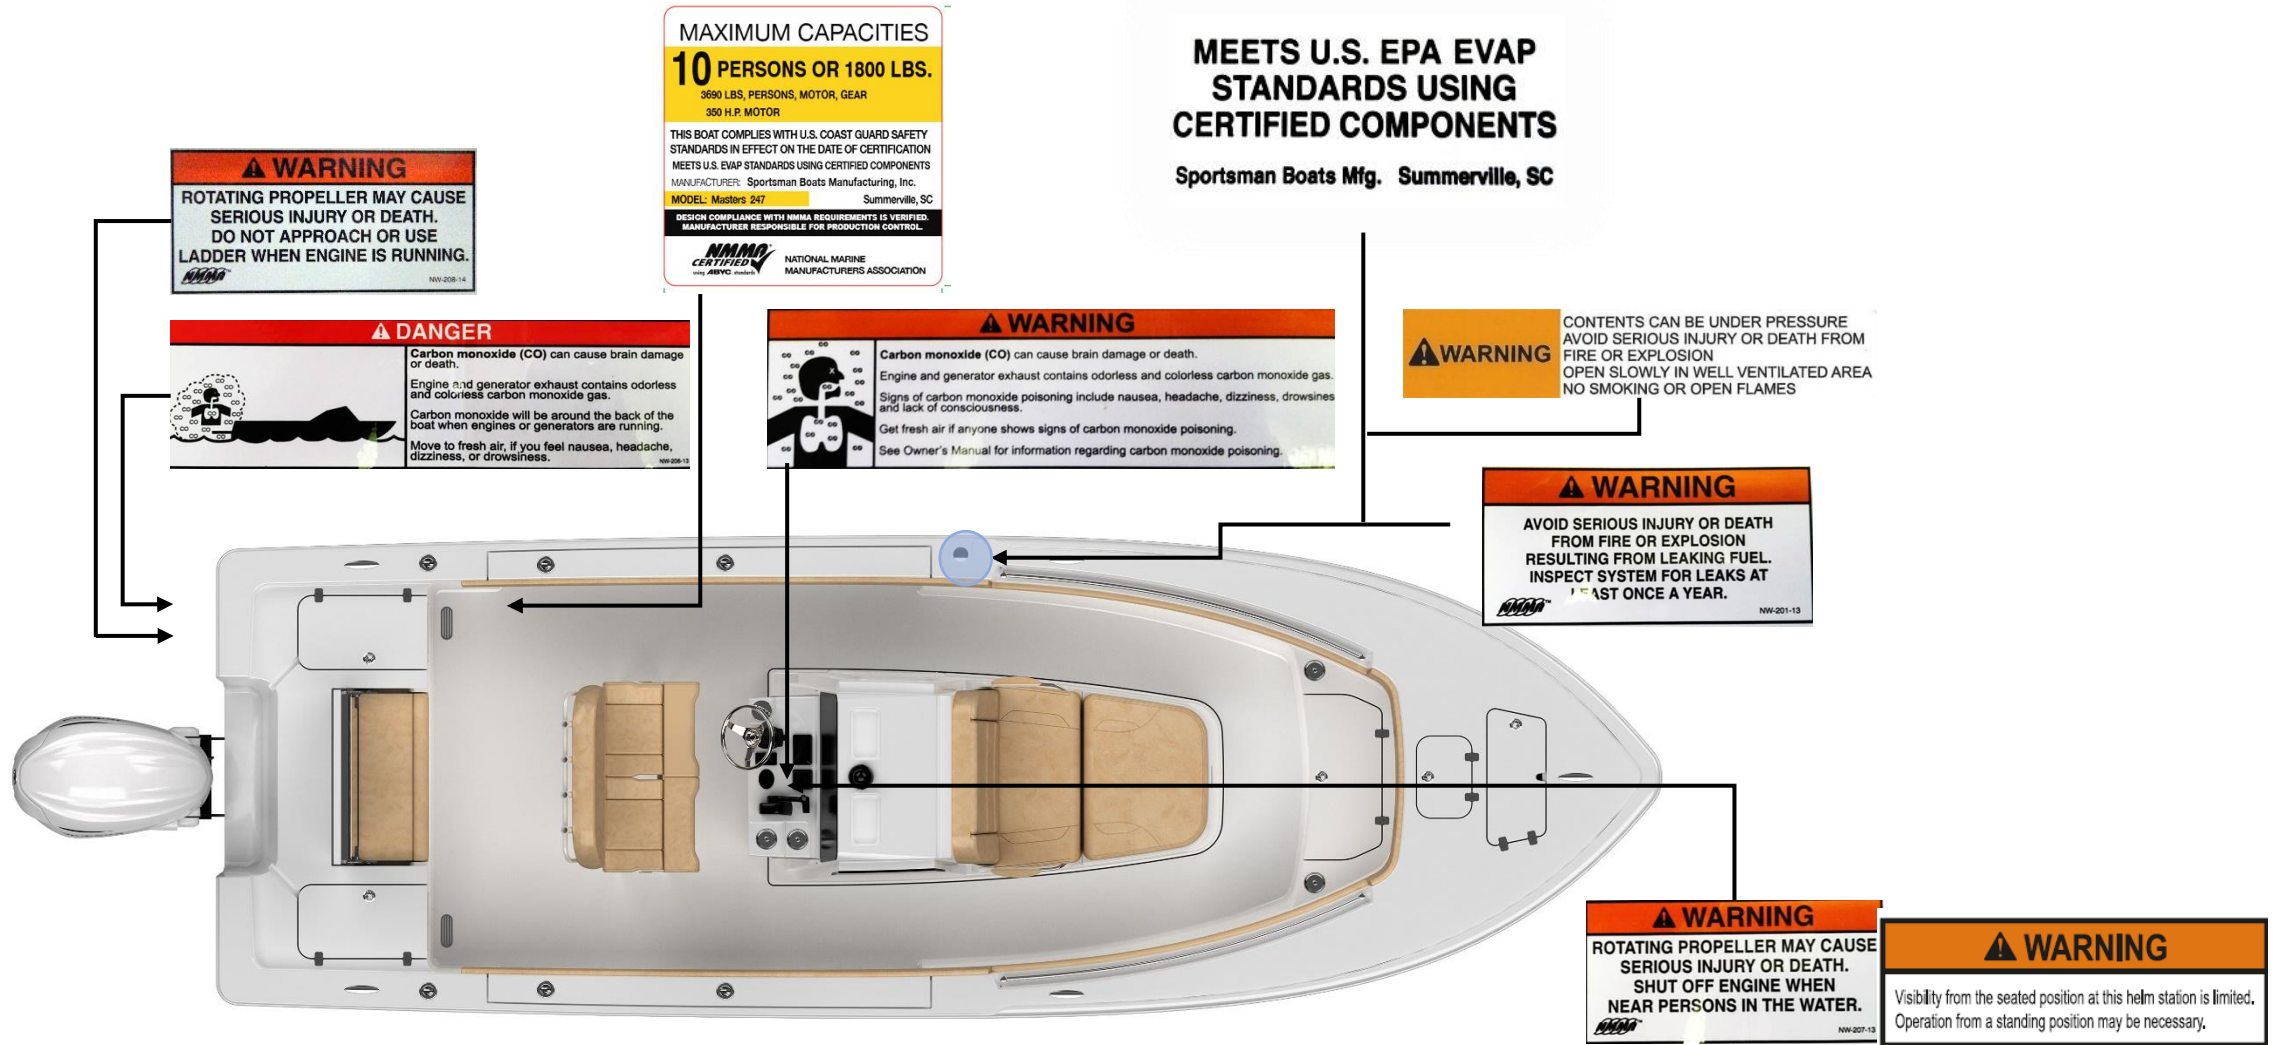 MAXIMUM CAPACITIES
10 PERSONS OR 1800 LBS.
3690 LBS, PERSONS, MOTOR, GEAR
350 H.P. MOTOR
THIS BOAT COMPLIES WITH U.S. COAST GUARD SAFETY
STANDARDS IN EFFECT ON THE DATE OF CERTIFICATION
MEETS U.S. EVAP STANDARDS USING CERTIFIED COMPONENTS
MANUFACTURER: Sportsman Boats Manufacturing, Inc.
MODEL: Masters 247 Summerville, SC
DESIGN COMPLIANCE WITH NMMA REQUIREMENTS IS VERIFIED.
MANUFACTURER RESPONSIBLE FOR PRODUCTION CONTROL.
NMMA
CERTIFIED
using ABYC standards
NATIONAL MARINE
MANUFACTURERS ASSOCIATION
MEETS U.S. EPA EVAP
STANDARDS USING
CERTIFIED COMPONENTS
Sportsman Boats Mfg. Summerville, SC
WARNING
ROTATING PROPELLER MAY CAUSE
SERIOUS INJURY OR DEATH.
DO NOT APPROACH OR USE
LADDER WHEN ENGINE IS RUNNING.
NMMA™
NW-208-14
DANGER
Carbon monoxide (CO) can cause brain damage
or death.
Engine and generator exhaust contains odorless
and colorless carbon monoxide gas.
Carbon monoxide will be around the back of the
boat when engines or generators are running.
Move to fresh air, if you feel nausea, headache,
dizziness, or drowsiness.
NW-206-13
WARNING
Carbon monoxide (CO) can cause brain damage or death.
Engine and generator exhaust contains odorless and colorless carbon monoxide gas.
Signs of carbon monoxide poisoning include nausea, headache, dizziness, drowsines
and lack of consciousness.
Get fresh air if anyone shows signs of carbon monoxide poisoning.
See Owner's Manual for information regarding carbon monoxide poisoning.
WARNING
CONTENTS CAN BE UNDER PRESSURE
AVOID SERIOUS INJURY OR DEATH FROM
FIRE OR EXPLOSION
OPEN SLOWLY IN WELL VENTILATED AREA
NO SMOKING OR OPEN FLAMES
WARNING
AVOID SERIOUS INJURY OR DEATH
FROM FIRE OR EXPLOSION
RESULTING FROM LEAKING FUEL.
INSPECT SYSTEM FOR LEAKS AT
LEAST ONCE A YEAR.
NMMA™
NW-201-13
WARNING
ROTATING PROPELLER MAY CAUSE
SERIOUS INJURY OR DEATH.
SHUT OFF ENGINE WHEN
NEAR PERSONS IN THE WATER.
NMMA™
NW-207-13
WARNING
Visibility from the seated position at this helm station is limited.
Operation from a standing position may be necessary.